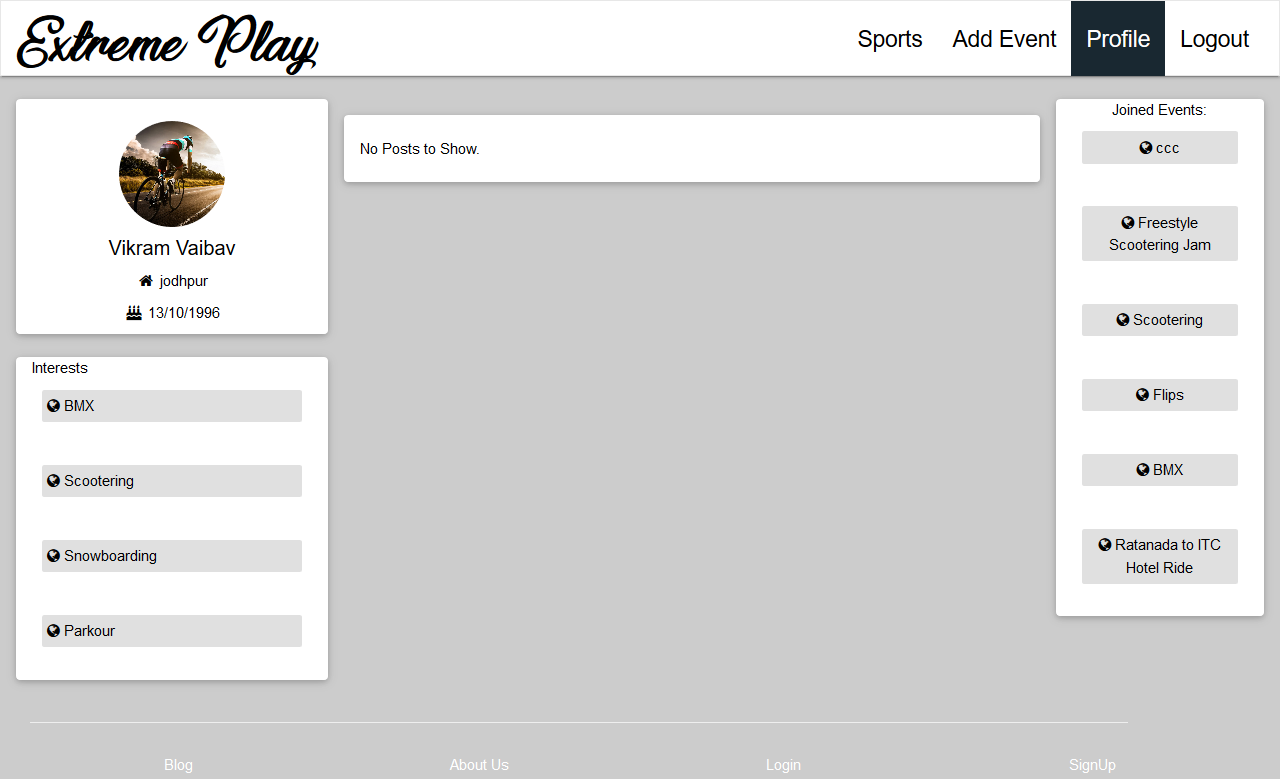 Extreme Play
Sports
Add Event
Profile
Logout
Vikram Vaibav
jodhpur
13/10/1996
Interests
BMX
Scootering
Snowboarding
Parkour
No Posts to Show.
Joined Events:
ccc
Freestyle
Scootering Jam
Scootering
Flips
BMX
Ratanada to ITC
Hotel Ride
Blog
About Us
Login
SignUp